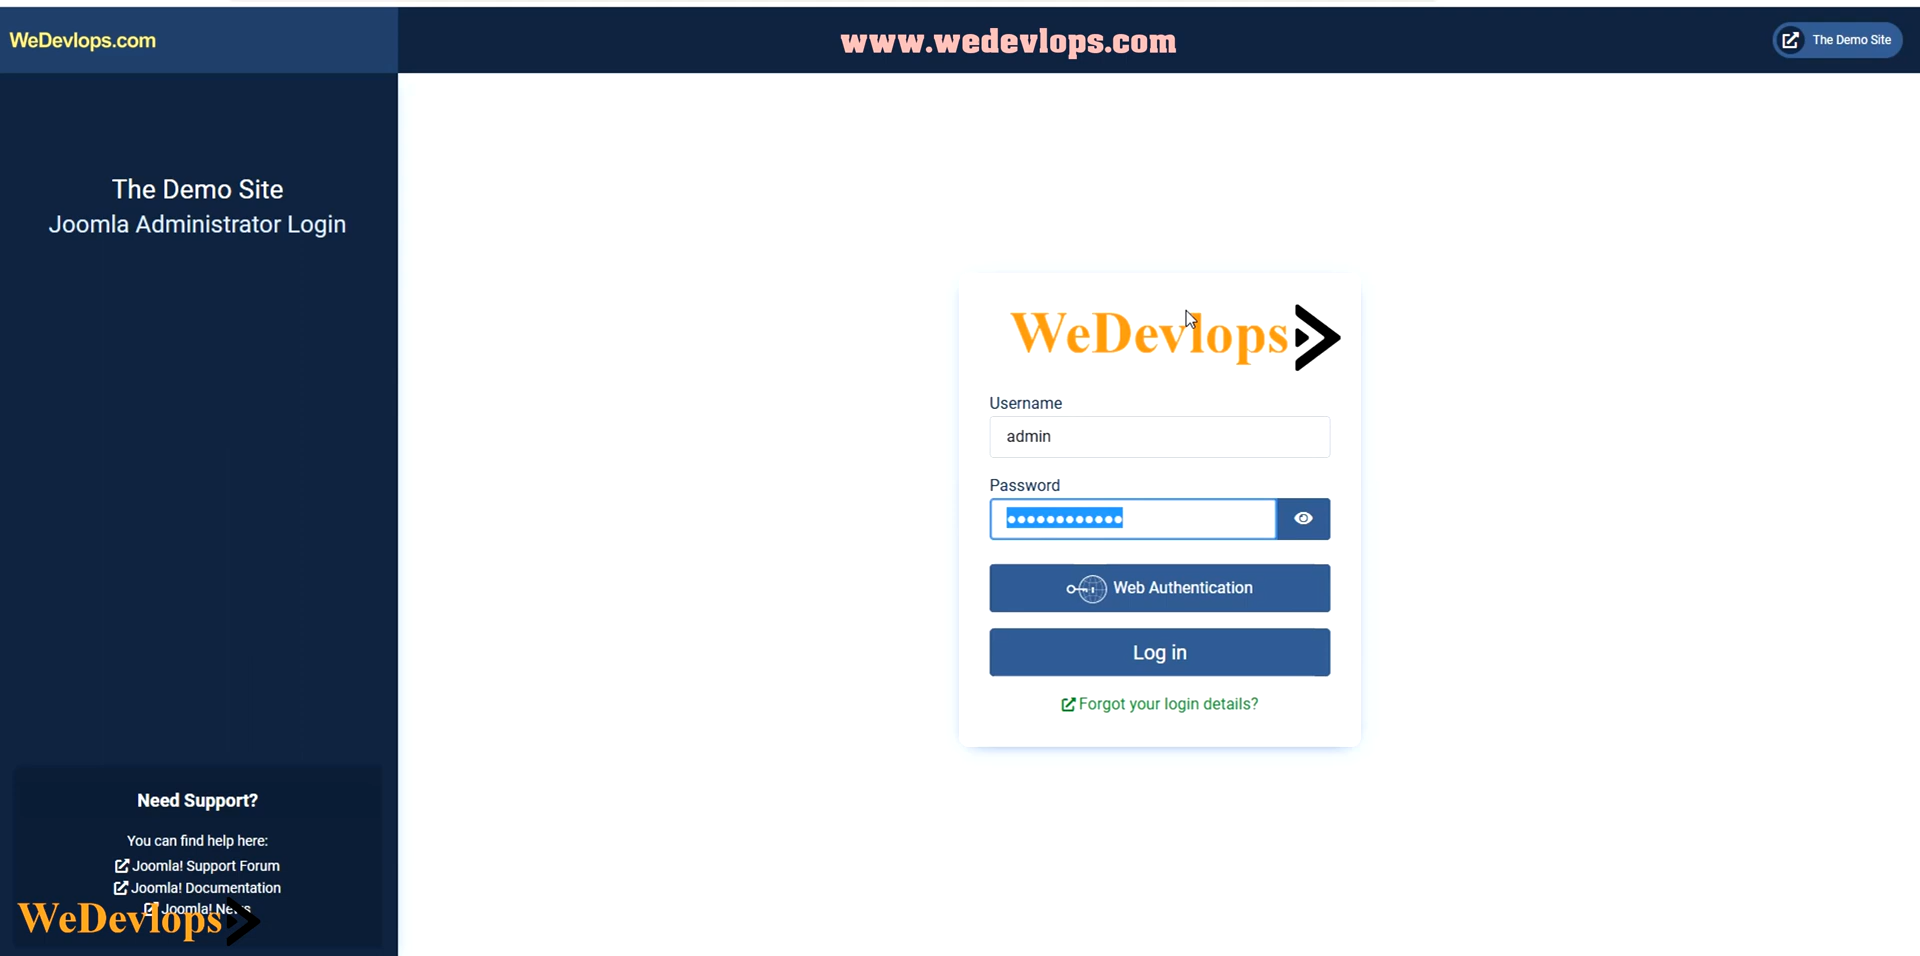 WeDevlops.com
www.wedevlops.com
The Demo Site
The Demo Site
Joomla Administrator Login
WeDevlops
Username
admin
Password
Web Authentication
Log in
Forgot your login details?
Need Support?
You can find help here:
Joomla! Support Forum
Joomla! Documentation
Joomla! News
WeDevlops